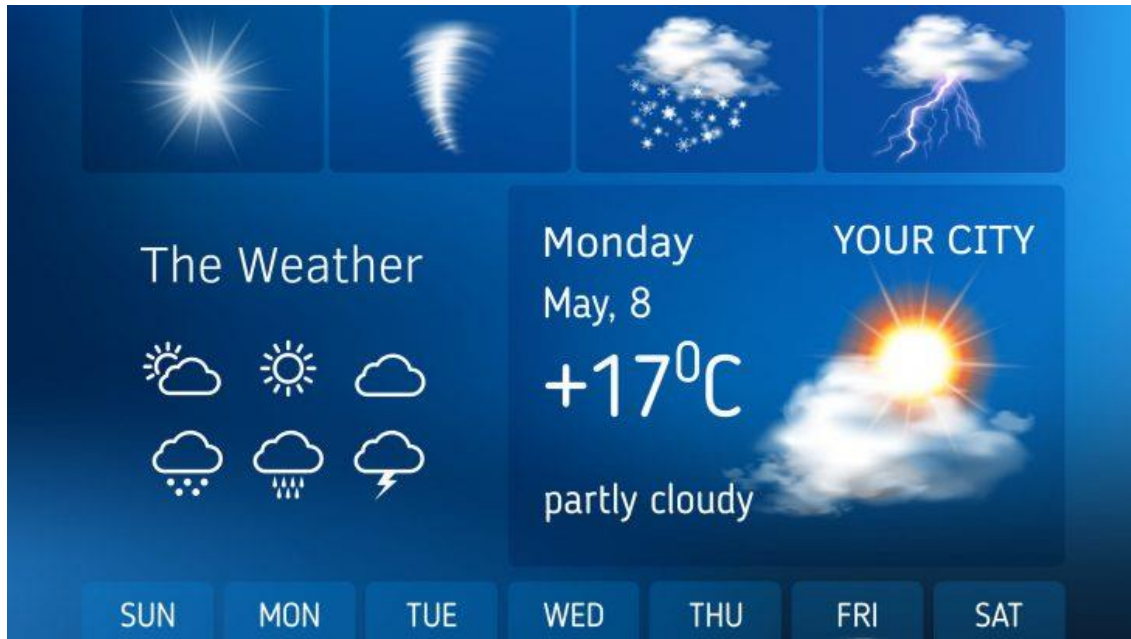 The Weather
Monday
YOUR CITY
May, 8
+17⁰C
partly cloudy
SUN MON TUE WED THU FRI SAT